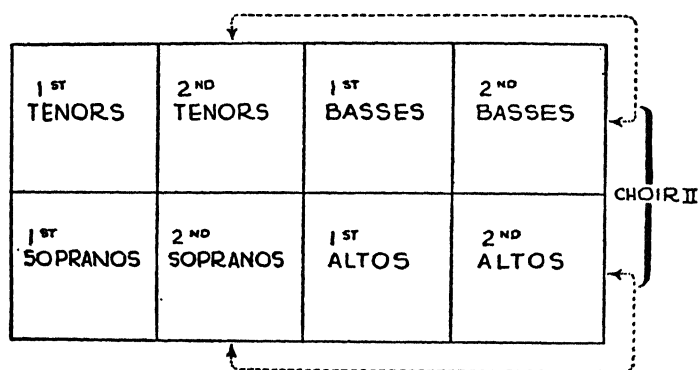 1ST 2ND 1ST 2ND
TENORS TENORS BASSES BASSES
CHOIR II
1ST 2ND 1ST 2ND
SOPRANOS SOPRANOS ALTOS ALTOS